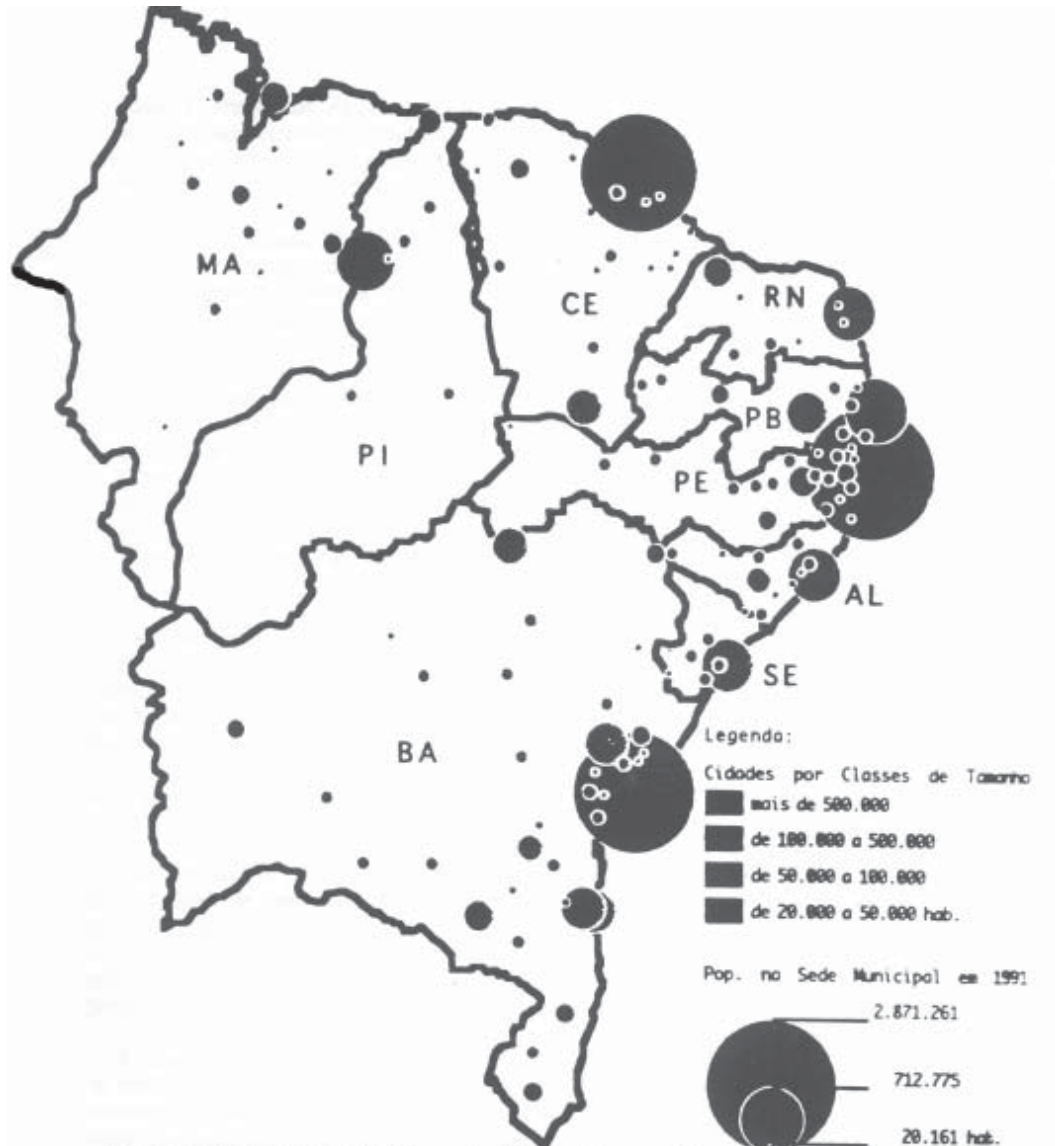 MA
CE
RN
PB
PI
PE
AL
SE
BA
Legenda:
Cidades por Classes de Tamanho
mais de 500.000
de 100.000 a 500.000
de 50.000 a 100.000
de 20.000 a 50.000 hab.
Pop. na Sede Municipal em 1991
2.871.261
712.775
20.161 hab.